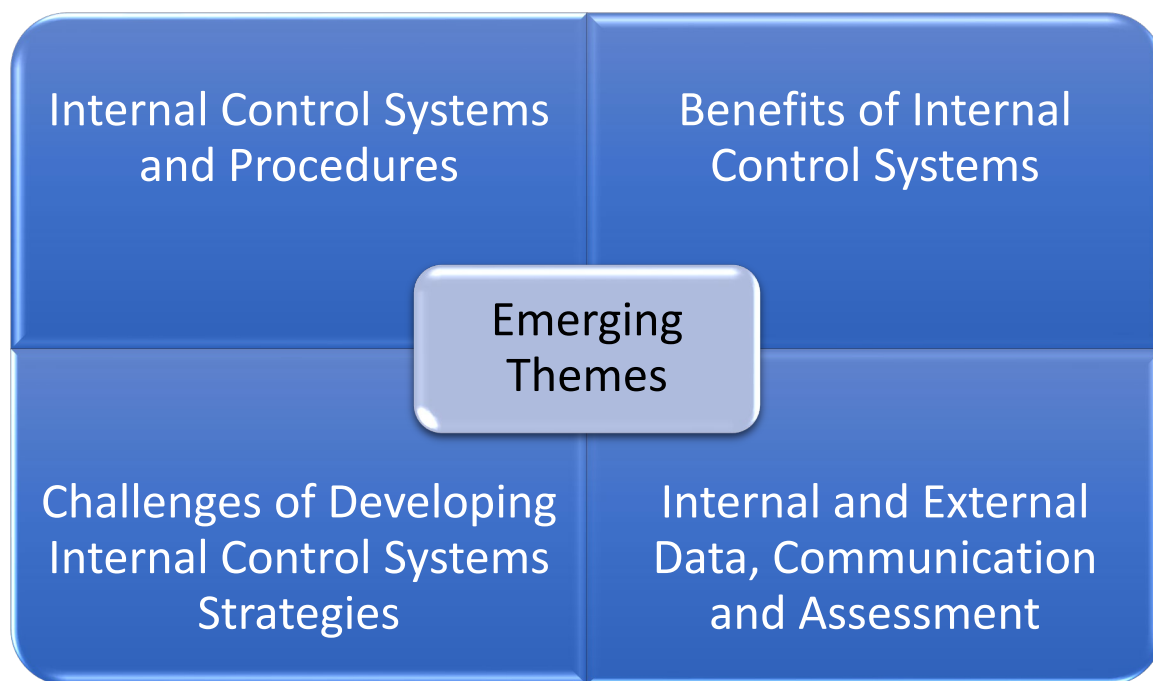 Internal Control Systems
and Procedures
Benefits of Internal
Control Systems
Emerging
Themes
Challenges of Developing
Internal Control Systems
Strategies
Internal and External
Data, Communication
and Assessment